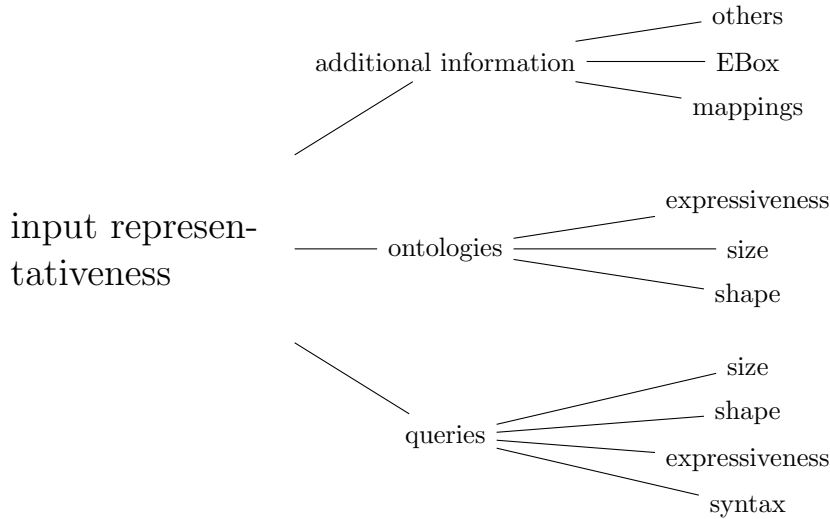 others
additional information
EBox
mappings
input represen-
tativeness
expressiveness
ontologies
size
shape
size
shape
queries
expressiveness
syntax